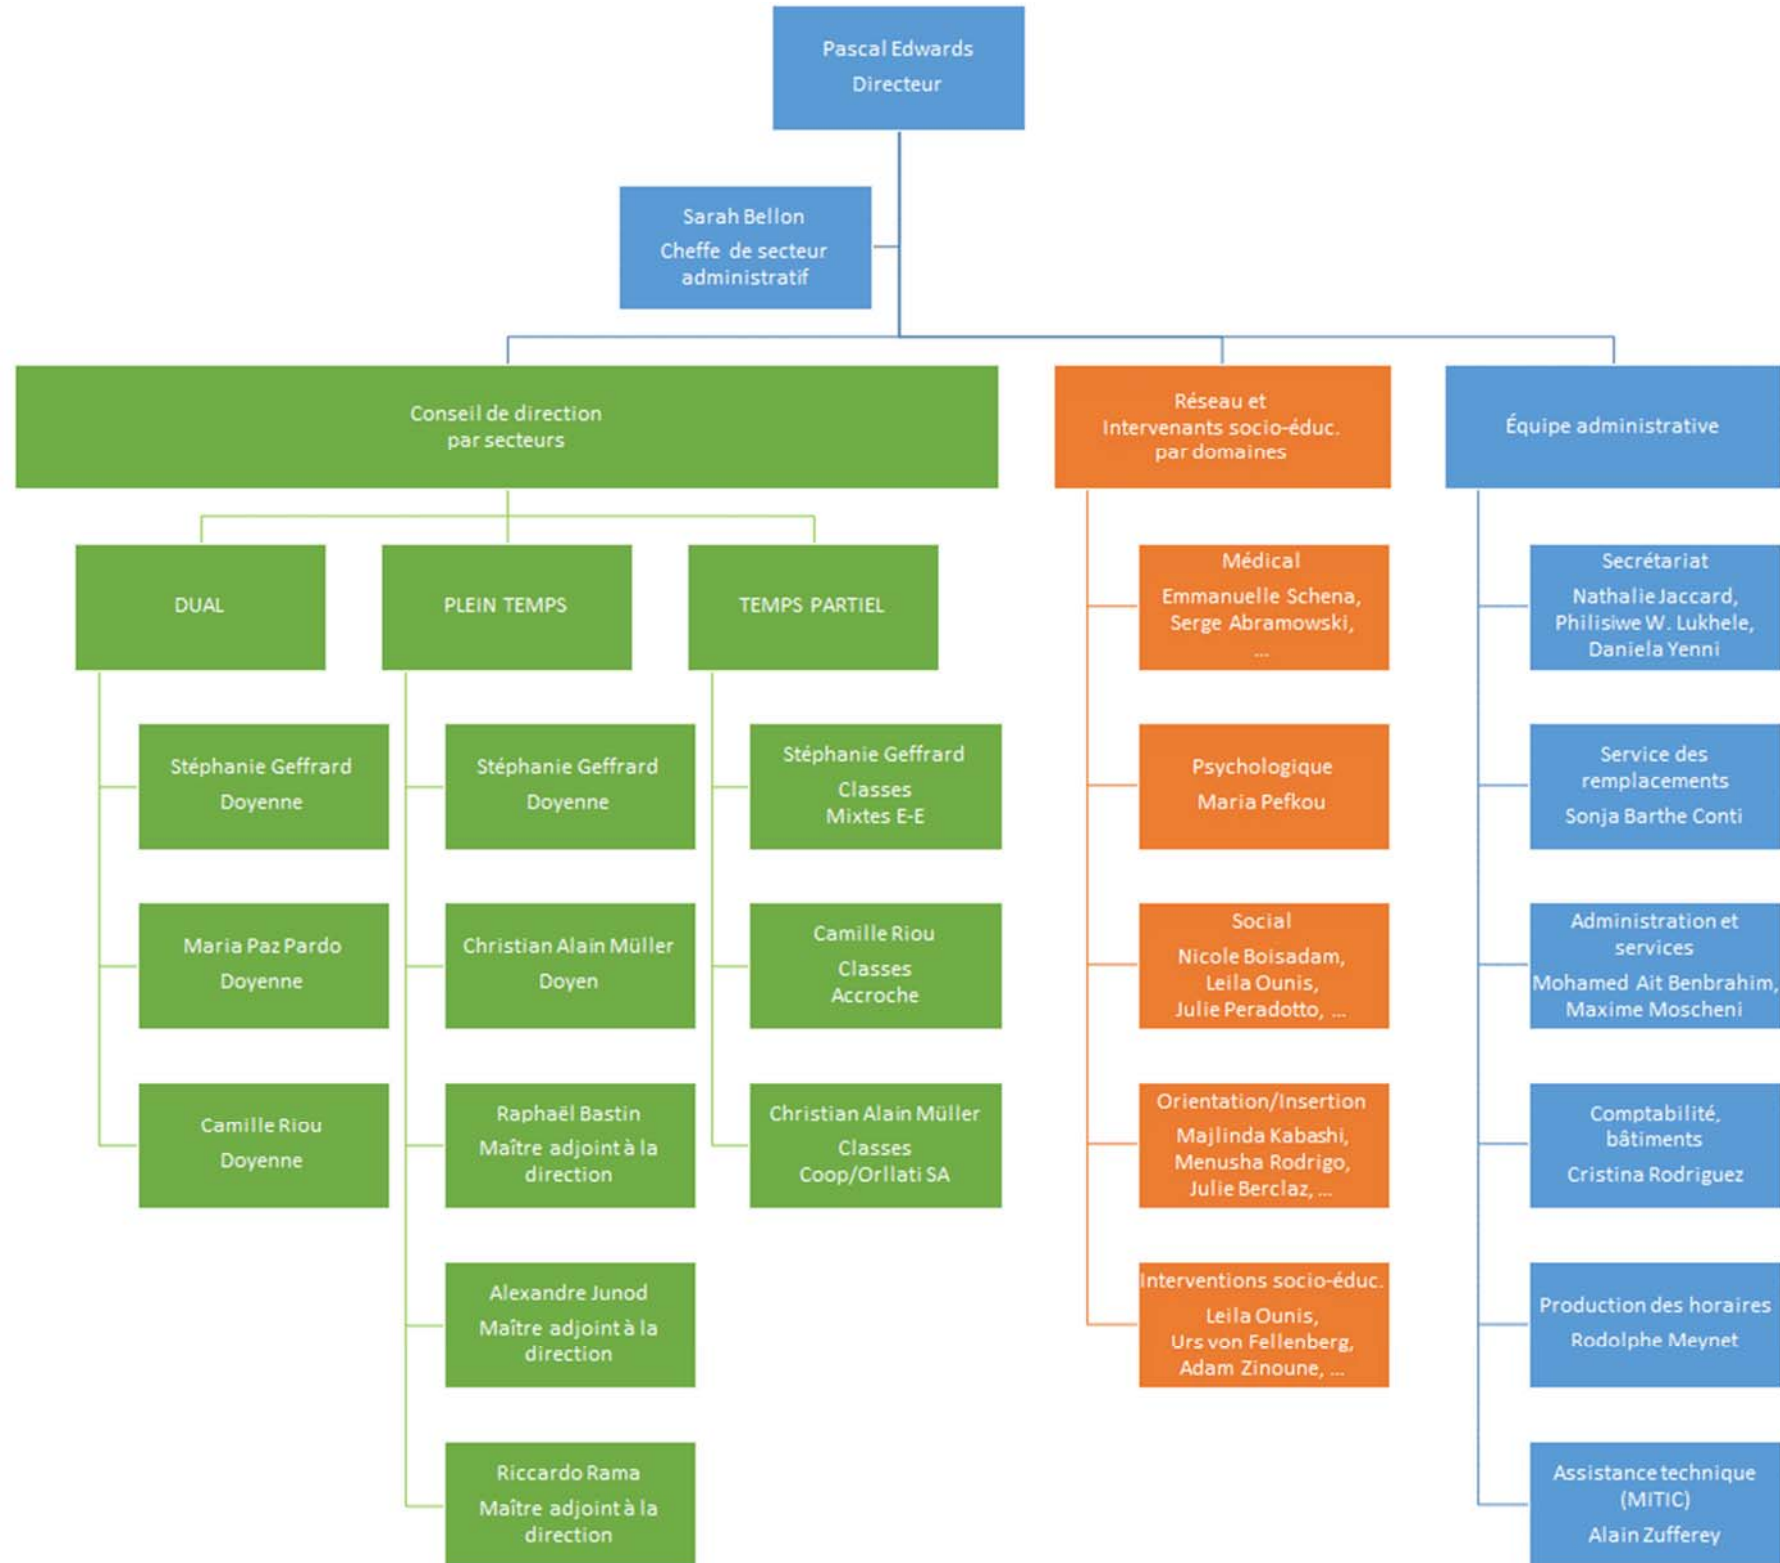 Pascal Edwards
Directeur
Sarah Bellon
Cheffe de secteur
administratif
Conseil de direction
par secteurs
Réseau et
Intervenants socio-éduc.
par domaines
Équipe administrative
DUAL
Stéphanie Geffrard
Doyenne
Maria Paz Pardo
Doyenne
Camille Riou
Doyenne
PLEIN TEMPS
Stéphanie Geffrard
Doyenne
Christian Alain Müller
Doyen
Raphaël Bastin
Maître adjoint à la
direction
Alexandre Junod
Maître adjoint à la
direction
Riccardo Rama
Maître adjoint à la
direction
TEMPS PARTIEL
Stéphanie Geffrard
Classes
Mixtes E-E
Camille Riou
Classes
Accroche
Christian Alain Müller
Classes
Coop/Orllati SA
Médical
Emmanuelle Schena,
Serge Abramowski,
...
Psychologique
Maria Pefkou
Social
Nicole Boisadam,
Leila Ounis,
Julie Peradotto, ...
Orientation/Insertion
Majlinda Kabashi,
Menusha Rodrigo,
Julie Berclaz, ...
Interventions socio-éduc.
Leila Ounis,
Urs von Fellenberg,
Adam Zinoune, ...
Secrétariat
Nathalie Jaccard,
Philisiwe W. Lukhele,
Daniela Yenni
Service des
remplacements
Sonja Barthe Conti
Administration et
services
Mohamed Ait Benbrahim,
Maxime Moscheni
Comptabilité,
bâtiments
Cristina Rodriguez
Production des horaires
Rodolphe Meynet
Assistance technique
(MITIC)
Alain Zufferey